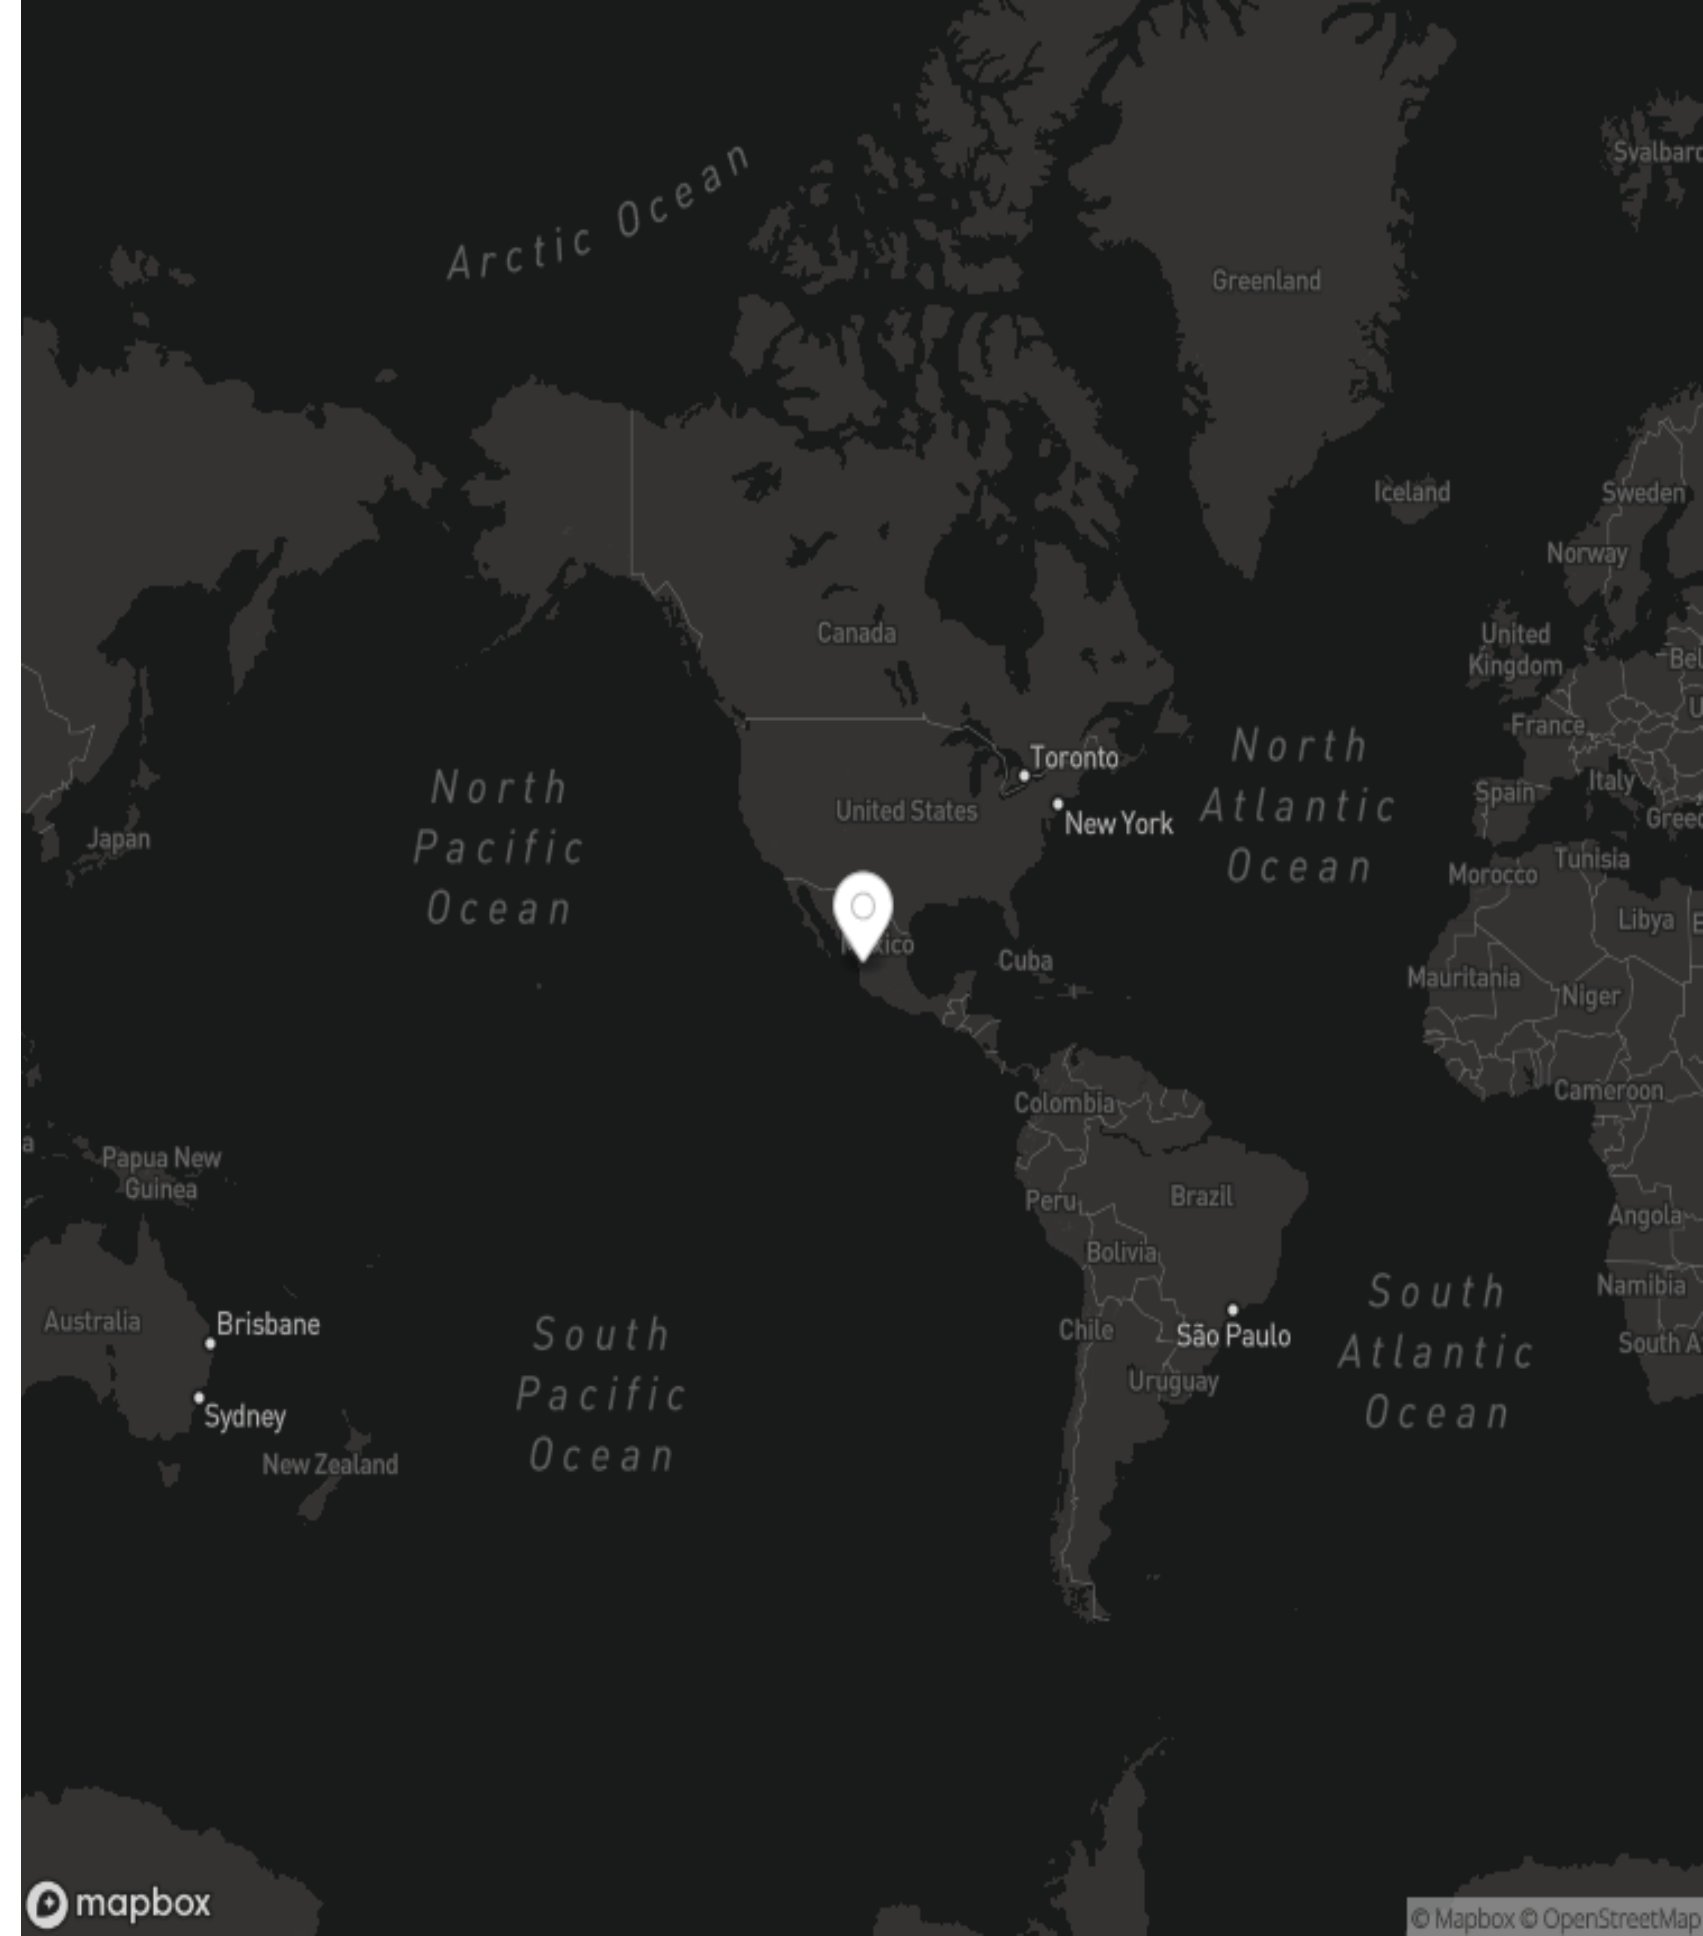 Svalbard
Arctic Ocean
Greenland
Iceland
Sweden
Norway
Canada
United
Kingdom
Bel
U
France
Toronto
North
Atlantic
Ocean
New York
United States
North
Pacific
Ocean
Japan
Italy
Spain
Greec
Tunisia
Morocco
Libya
E
Cuba
Mauritania
Niger
Cameroon
Colombia
a
Papua New
Guinea
Peru
Brazil
Angola
Bolivia
Namibia
South
Atlantic
Ocean
Australia
Brisbane
South
Pacific
Ocean
Chile
São Paulo
South A
Uruguay
Sydney
New Zealand
mapbox
© Mapbox © OpenStreetMap